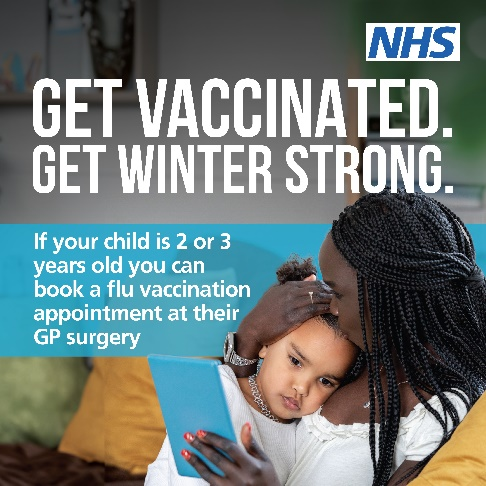 NHS
GET VACCINATED.
GET WINTER STRONG.
If your child is 2 or 3
years old you can
book a flu vaccination
appointment at their
GP surgery